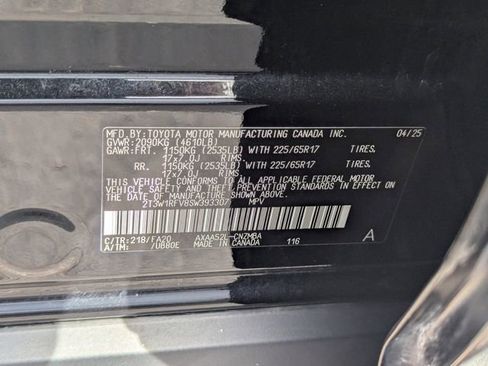 MFD.BY:TOYOTA MOTOR MANUFACTURING CANADA INC. 04/25
GVWR:2090KG (4610LB)
GAWR:FRT. 1150KG (2535LB) WITH 225/65R17 TIRES.
17x7.0J RIMS.
RR. 1150KG (2535LB) WITH 225/65R17 TIRES.
17x7.0J RIMS.
THIS VEHICLE CONFORMS TO ALL APPLICABLE FEDERAL MOTOR
VEHICLE SAFETY AND THEFT PREVENTION STANDARDS IN EFFECT
ON THE DATE OF MANUFACTURE SHOWN ABOVE.
2T3W1RFV8SW393307 MPV
C/TR:218/FA20 AXAA52L-CNZMBA
A/TM: /UB80E MADE IN CANADA 116 A